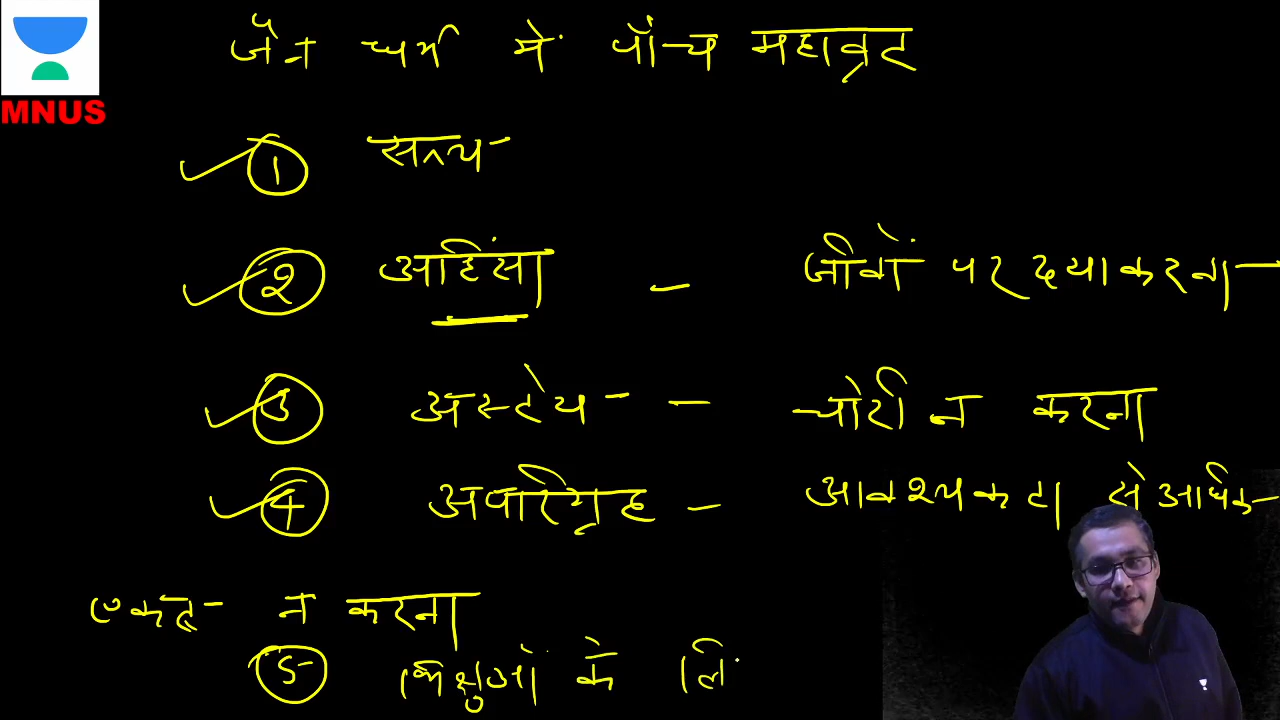 MNUS
जैन धर्म में पाँच महाव्रत
1 सत्य
2 अहिंसा - जीवों पर दया करना
3 अस्तेय - चोरी न करना
4 अपरिग्रह - आवश्यकता से अधिक
एकत्र न करना
5 भिक्षुओं के लि